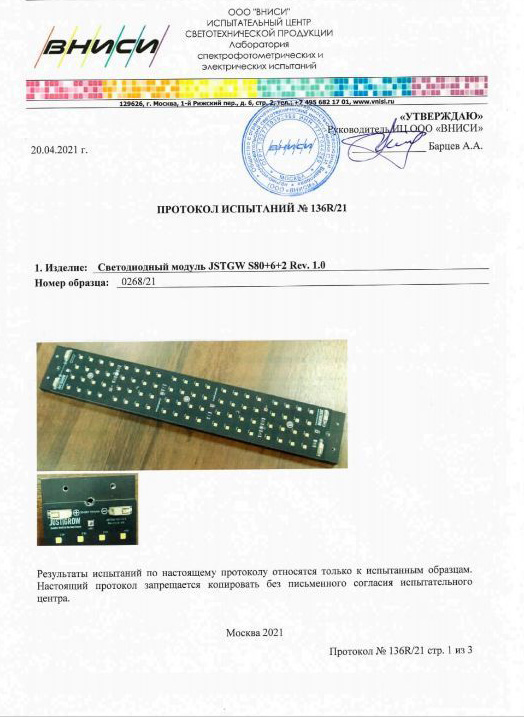 ООО "ВНИСИ"
ИСПЫТАТЕЛЬНЫЙ ЦЕНТР
СВЕТОТЕХНИЧЕСКОЙ ПРОДУКЦИИ
Лаборатория
спектрофотометрических и
электрических испытаний
ВНИСИ
129626, г. Москва, 1-й Рижский пер., д. 6, стр. 2, тел.: +7 495 682 17 01, www.vnisi.ru
«УТВЕРЖДАЮ»
Руководитель ИЦ ООО «ВНИСИ»
20.04.2021 г.
Барцев А.А.
ВНИСИ
МОСКВА
ПРОТОКОЛ ИСПЫТАНИЙ № 136R/21
1. Изделие: Светодиодный модуль JSTGW S80+6+2 Rev. 1.0
Номер образца: 0268/21
JUSTGROW
Результаты испытаний по настоящему протоколу относятся только к испытанным образцам.
Настоящий протокол запрещается копировать без письменного согласия испытательного
центра.
Москва 2021
Протокол № 136R/21 стр. 1 из 3